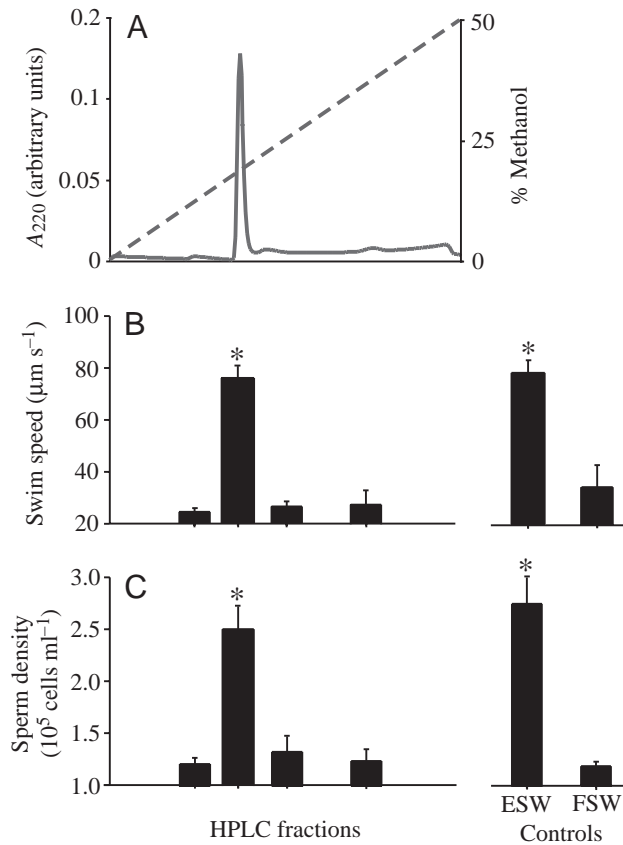 A
0.2
0.1
0.05
0
A220 (arbitrary units)
50
25
0
% Methanol
B
100
80
60
40
20
Swim speed (μm s–1)
*
*
C
3.0
2.5
1.5
1.0
Sperm density
(10⁵ cells ml–1)
*
*
ESW FSW
HPLC fractions
Controls